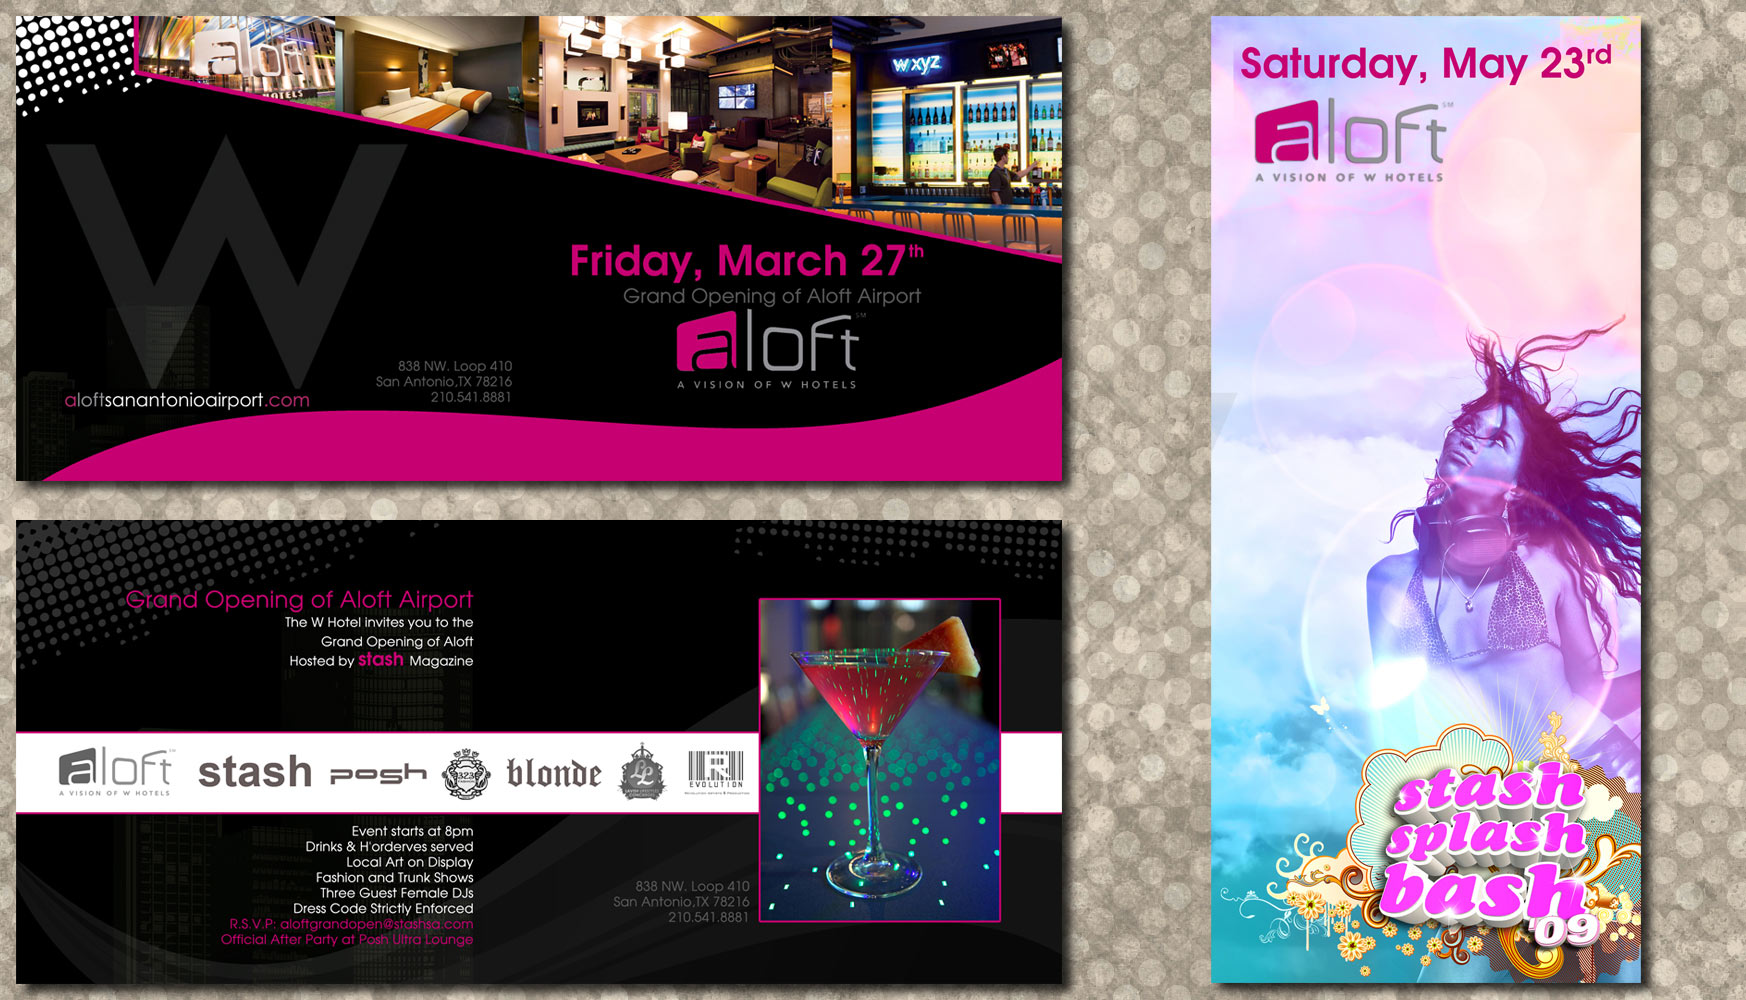 aloft
HOTELS
w xyz
Friday, March 27th
Grand Opening of Aloft Airport
aloft SM
A VISION OF W HOTELS
W
838 NW. Loop 410
San Antonio,TX 78216
210.541.8881
aloftsanantonioairport.com
Grand Opening of Aloft Airport
The W Hotel invites you to the
Grand Opening of Aloft
Hosted by stash Magazine
aloft stash posh 323 blonde LL EVOLUTION
A VISION OF W HOTELS
Event starts at 8pm
Drinks & H'orderves served
Local Art on Display
Fashion and Trunk Shows
Three Guest Female DJs
Dress Code Strictly Enforced
R.S.V.P: aloftgrandopen@stashsa.com
Official After Party at Posh Ultra Lounge
838 NW. Loop 410
San Antonio,TX 78216
210.541.8881
Saturday, May 23rd
aloft SM
A VISION OF W HOTELS
stash
splash
bash
'09